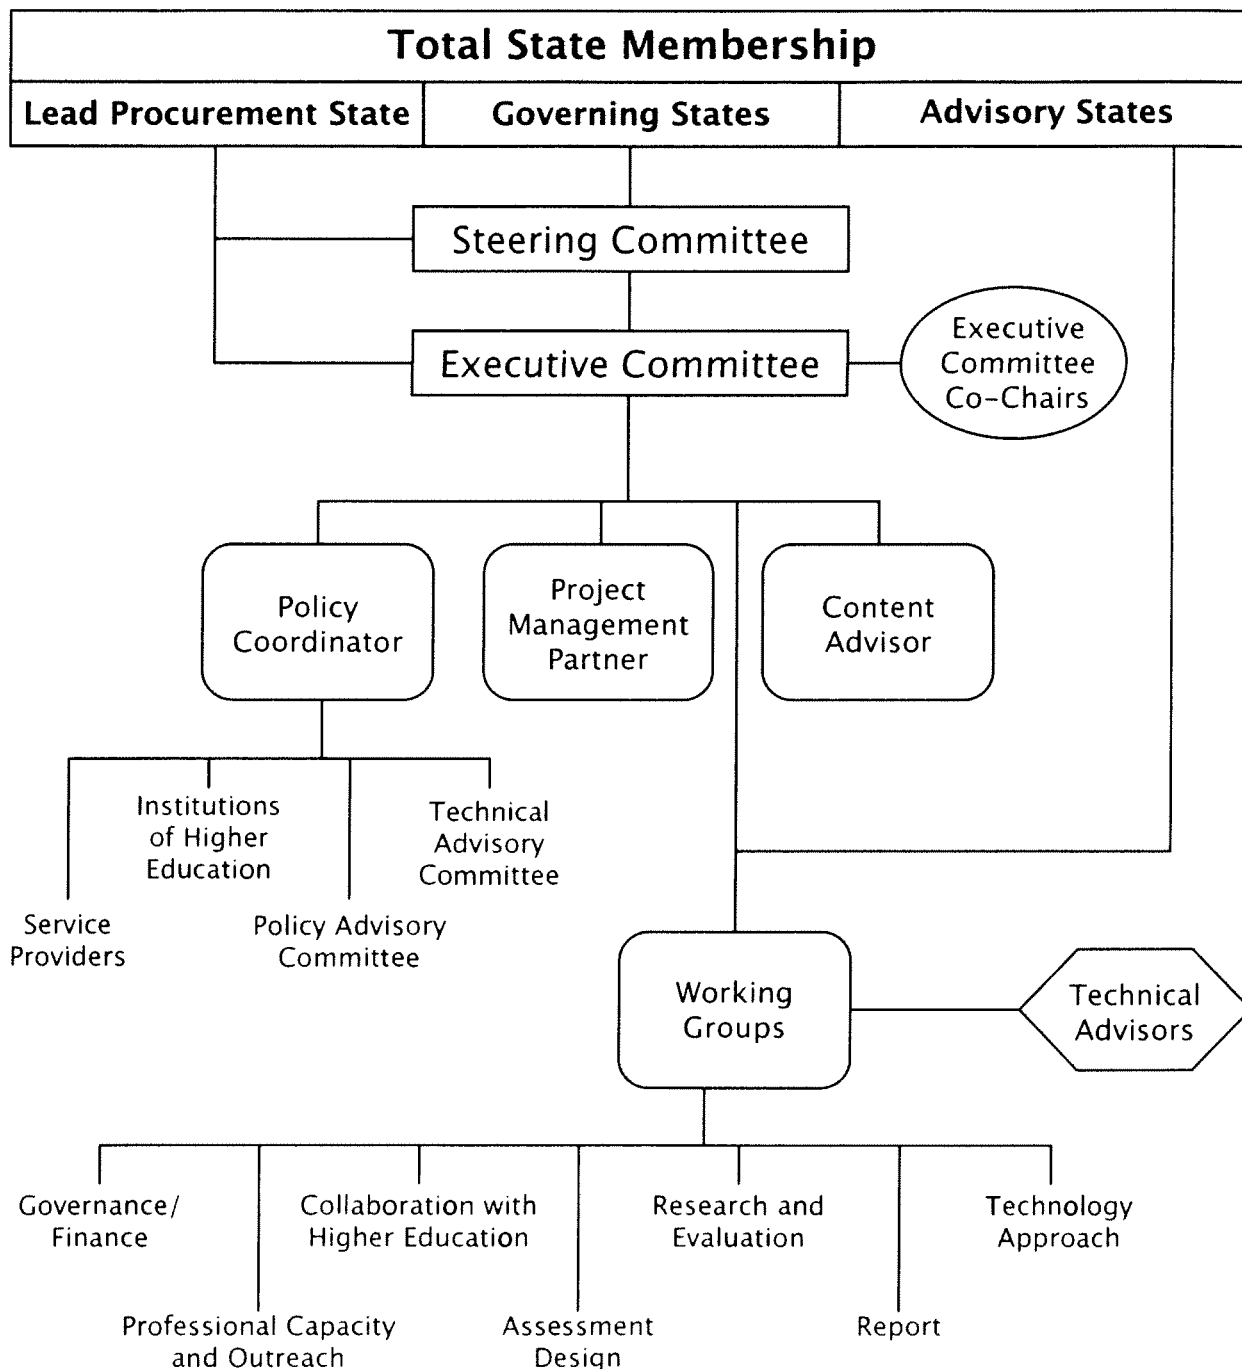 Total State Membership
Lead Procurement State
Governing States
Advisory States
Steering Committee
Executive Committee
Executive
Committee
Co-Chairs
Policy
Coordinator
Project
Management
Partner
Content
Advisor
Institutions
of Higher
Education
Technical
Advisory
Committee
Service
Providers
Policy Advisory
Committee
Working
Groups
Technical
Advisors
Governance/
Finance
Collaboration with
Higher Education
Research and
Evaluation
Technology
Approach
Professional Capacity
and Outreach
Assessment
Design
Report